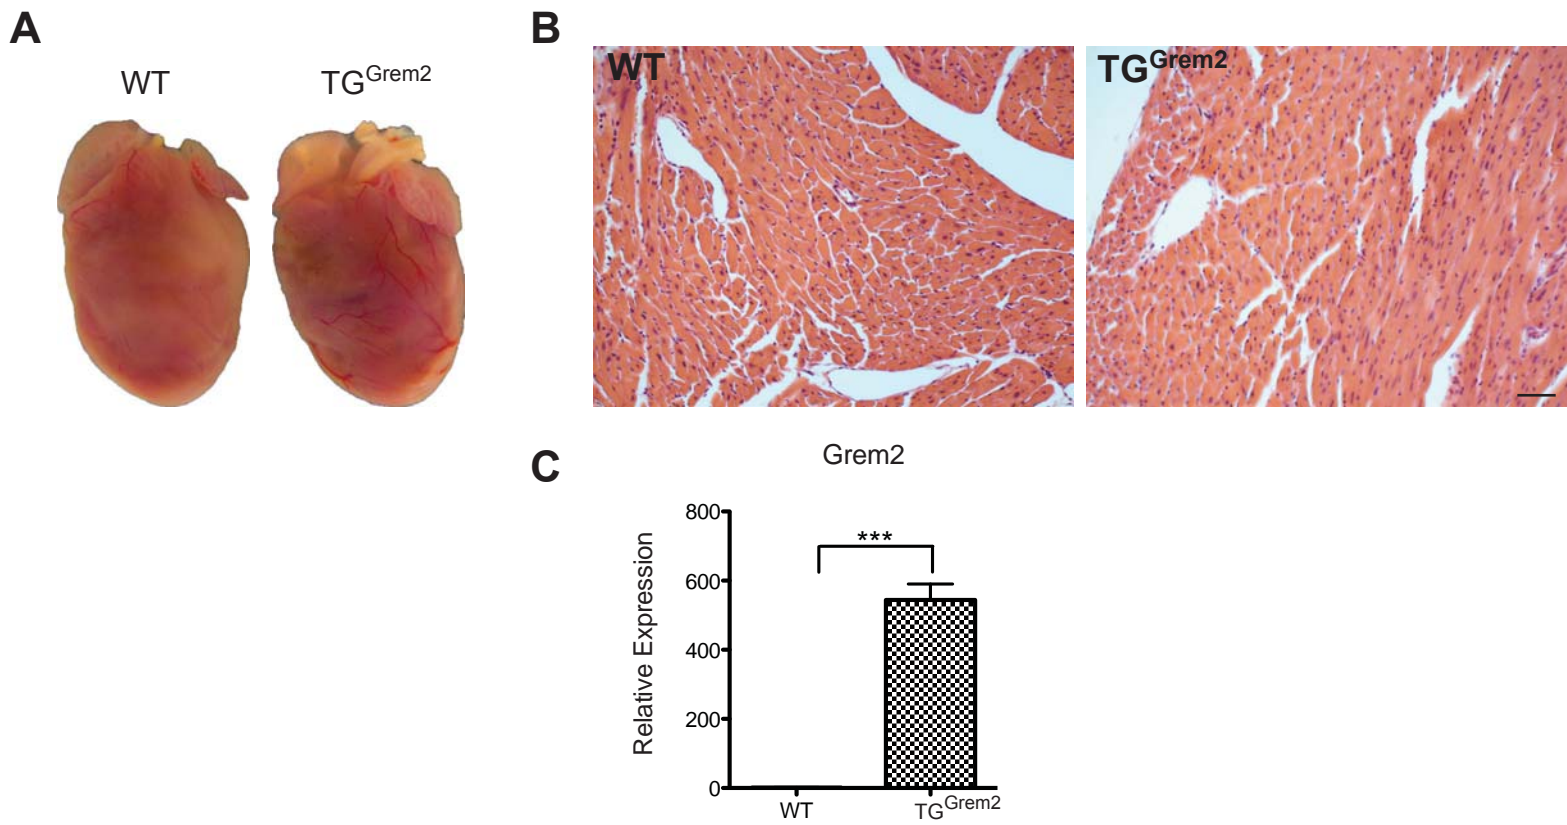 A
WT
TGGrem2
B
WT
TGGrem2
C
Grem2
Relative Expression
800
600
400
200
0
***
WT
TGGrem2